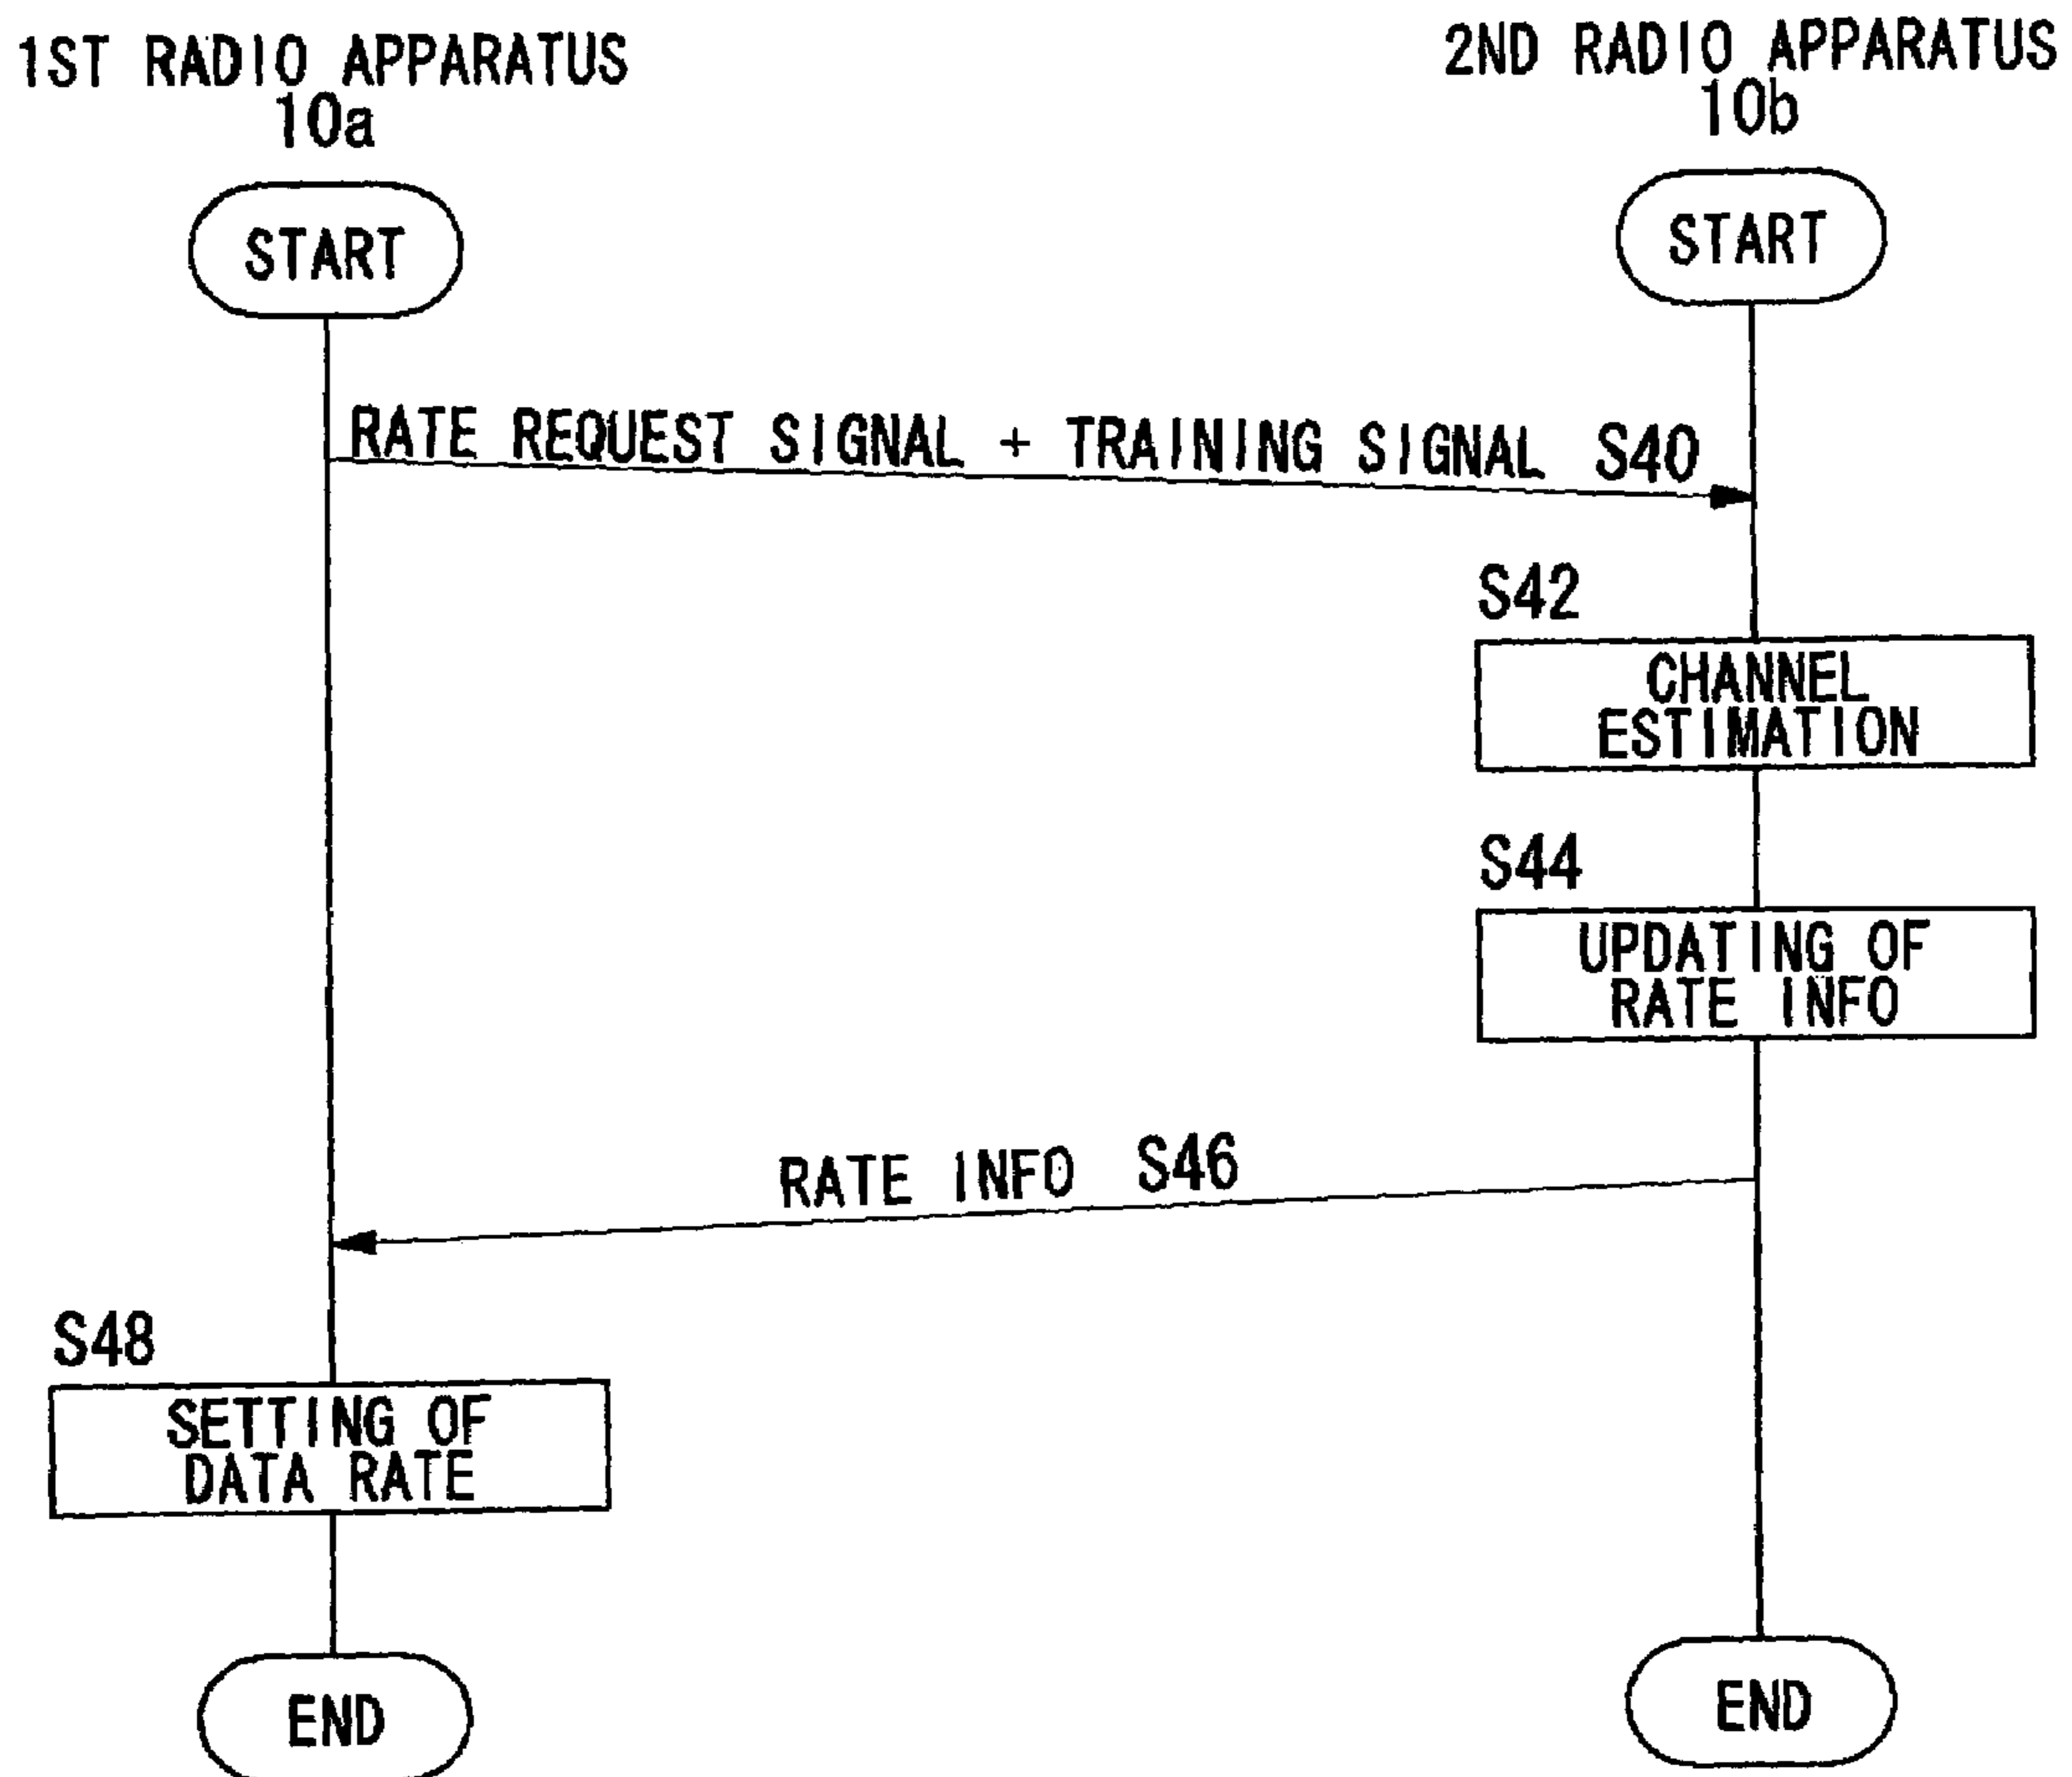 1ST RADIO APPARATUS
10a
2ND RADIO APPARATUS
10b
START
START
RATE REQUEST SIGNAL + TRAINING SIGNAL S40
S42
CHANNEL
ESTIMATION
S44
UPDATING OF
RATE INFO
RATE INFO S46
S48
SETTING OF
DATA RATE
END
END